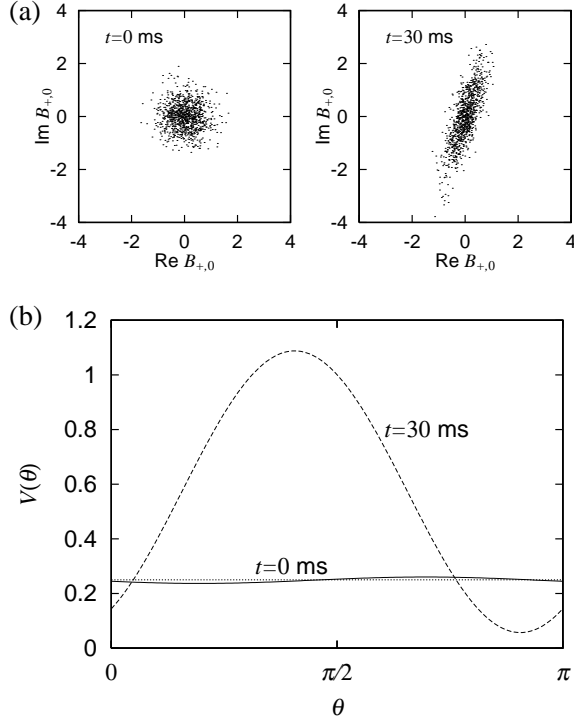 (a)
t=0 ms
t=30 ms
4
2
0
-2
-4
Im B+,0
-4 -2 0 2 4
Re B+,0
4
2
0
-2
-4
Im B+,0
-4 -2 0 2 4
Re B+,0
(b)
1.2
1
0.8
0.6
0.4
0.2
0
V(θ)
t=30 ms
t=0 ms
0 π/2 π
θ